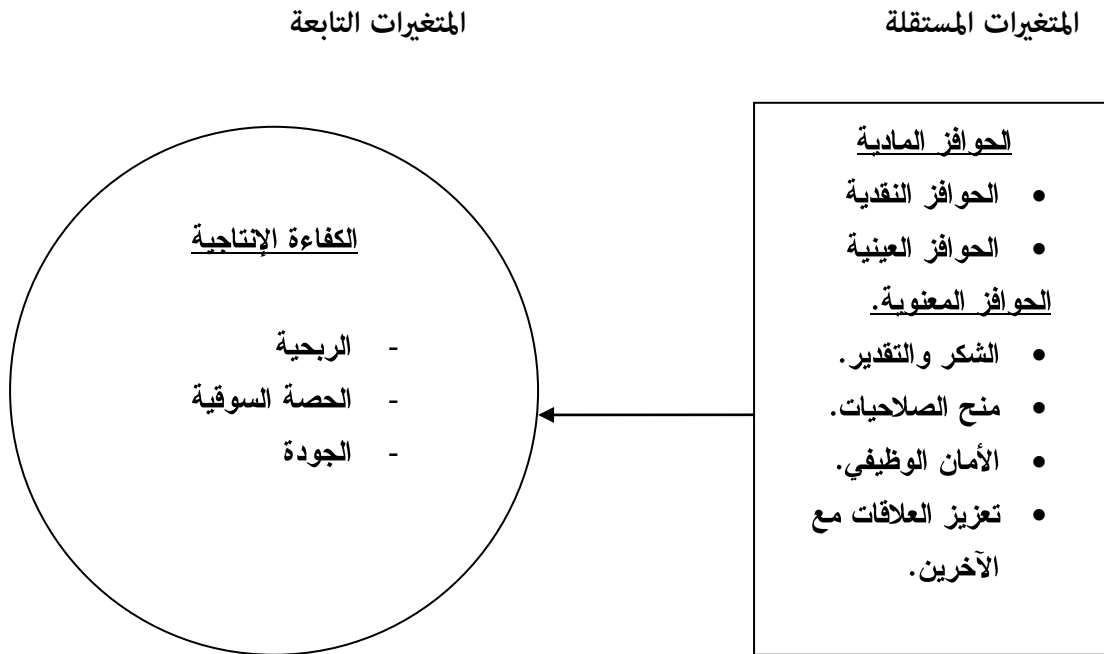 المتغيرات المستقلة
المتغيرات التابعة
الحوافز المادية
• الحوافز النقدية
• الحوافز العينية
الحوافز المعنوية.
• الشكر والتقدير.
• منح الصلاحيات.
• الأمان الوظيفي.
• تعزيز العلاقات مع
الآخرين.
الكفاءة الإنتاجية
- الربحية
- الحصة السوقية
- الجودة